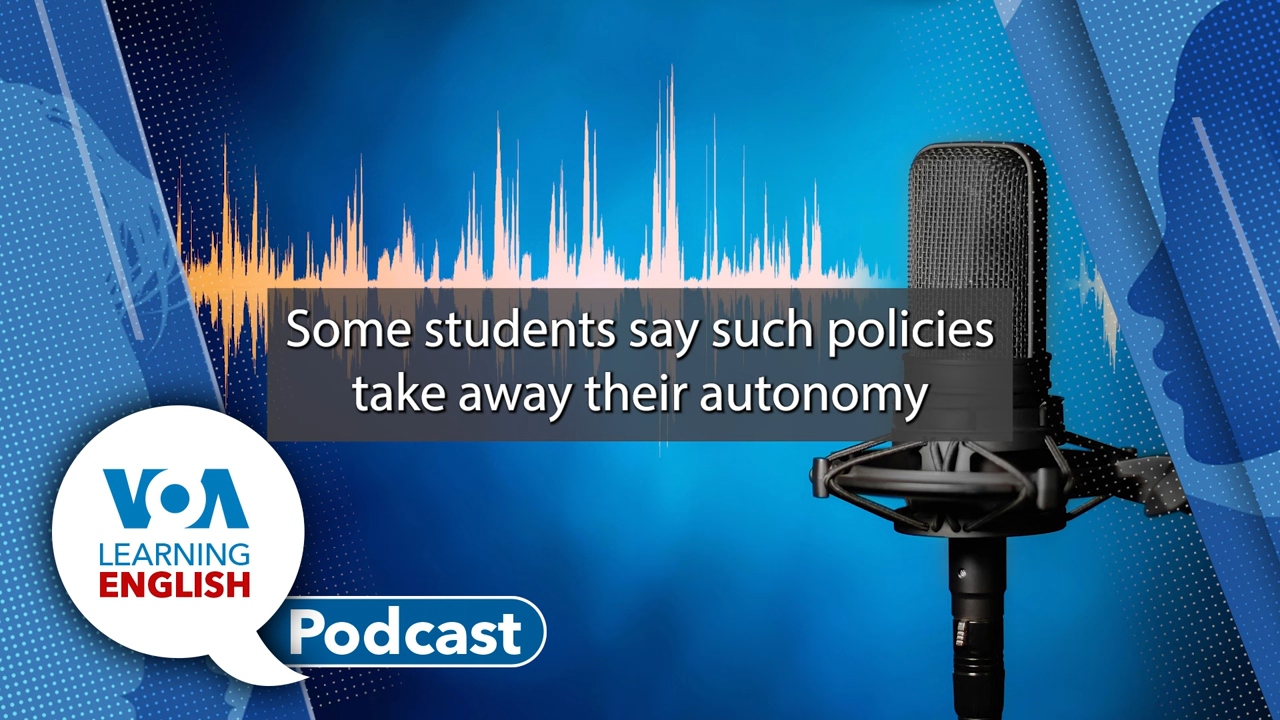 Some students say such policies
take away their autonomy
VOA
LEARNING
ENGLISH
Podcast